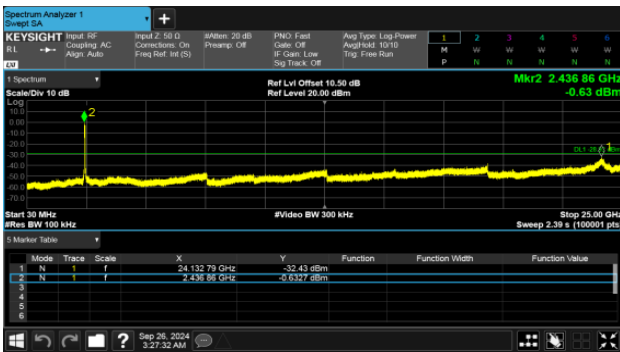 Spectrum Analyzer 1
Swept SA
KEYSIGHT Input: RF Input Z: 50 Ω #Atten: 20 dB PNO: Fast Avg Type: Log-Power 1 2 3 4 5 6
RL Coupling: AC Corrections: On Preamp: Off Gate: Off Avg|Hold: 10/10 M W W W W W
Align: Auto Freq Ref: Int (S) IF Gain: Low Trig: Free Run P N N N N N
Sig Track: Off
1 Spectrum Ref Lvl Offset 10.50 dB Mkr2 2.436 86 GHz
Scale/Div 10 dB Ref Level 20.00 dBm -0.63 dBm
Log
10.0
0.00
-10.0
-20.0
-30.0
-40.0
-50.0
-60.0
-70.0
2
1
Start 30 MHz #Video BW 300 kHz Stop 25.00 GHz
#Res BW 100 kHz Sweep 2.39 s (100001 pts)
5 Marker Table
Mode Trace Scale X Y Function Function Width Function Value
1 N 1 f 24.132 79 GHz -32.43 dBm
2 N 1 f 2.436 86 GHz -0.6327 dBm
3
4
5
6
Sep 26, 2024
3:27:32 AM